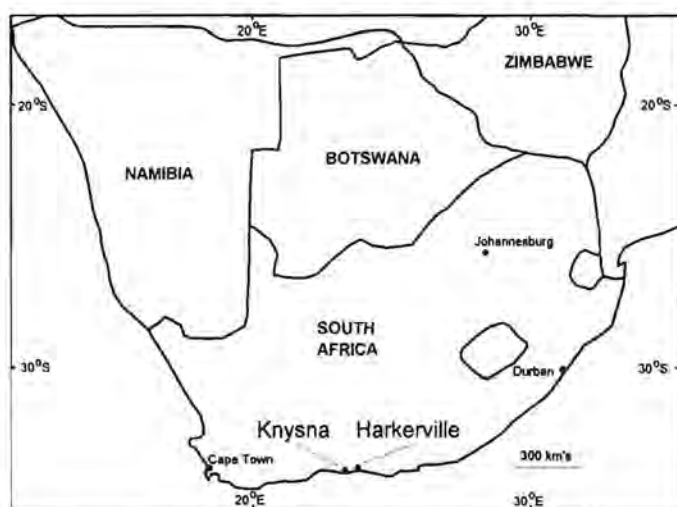 20°E 30°E
ZIMBABWE
20°S 20°S
NAMIBIA BOTSWANA
Johannesburg
SOUTH
AFRICA
30°S Durban 30°S
Knysna Harkerville
Cape Town 300 km's
20°E 30°E